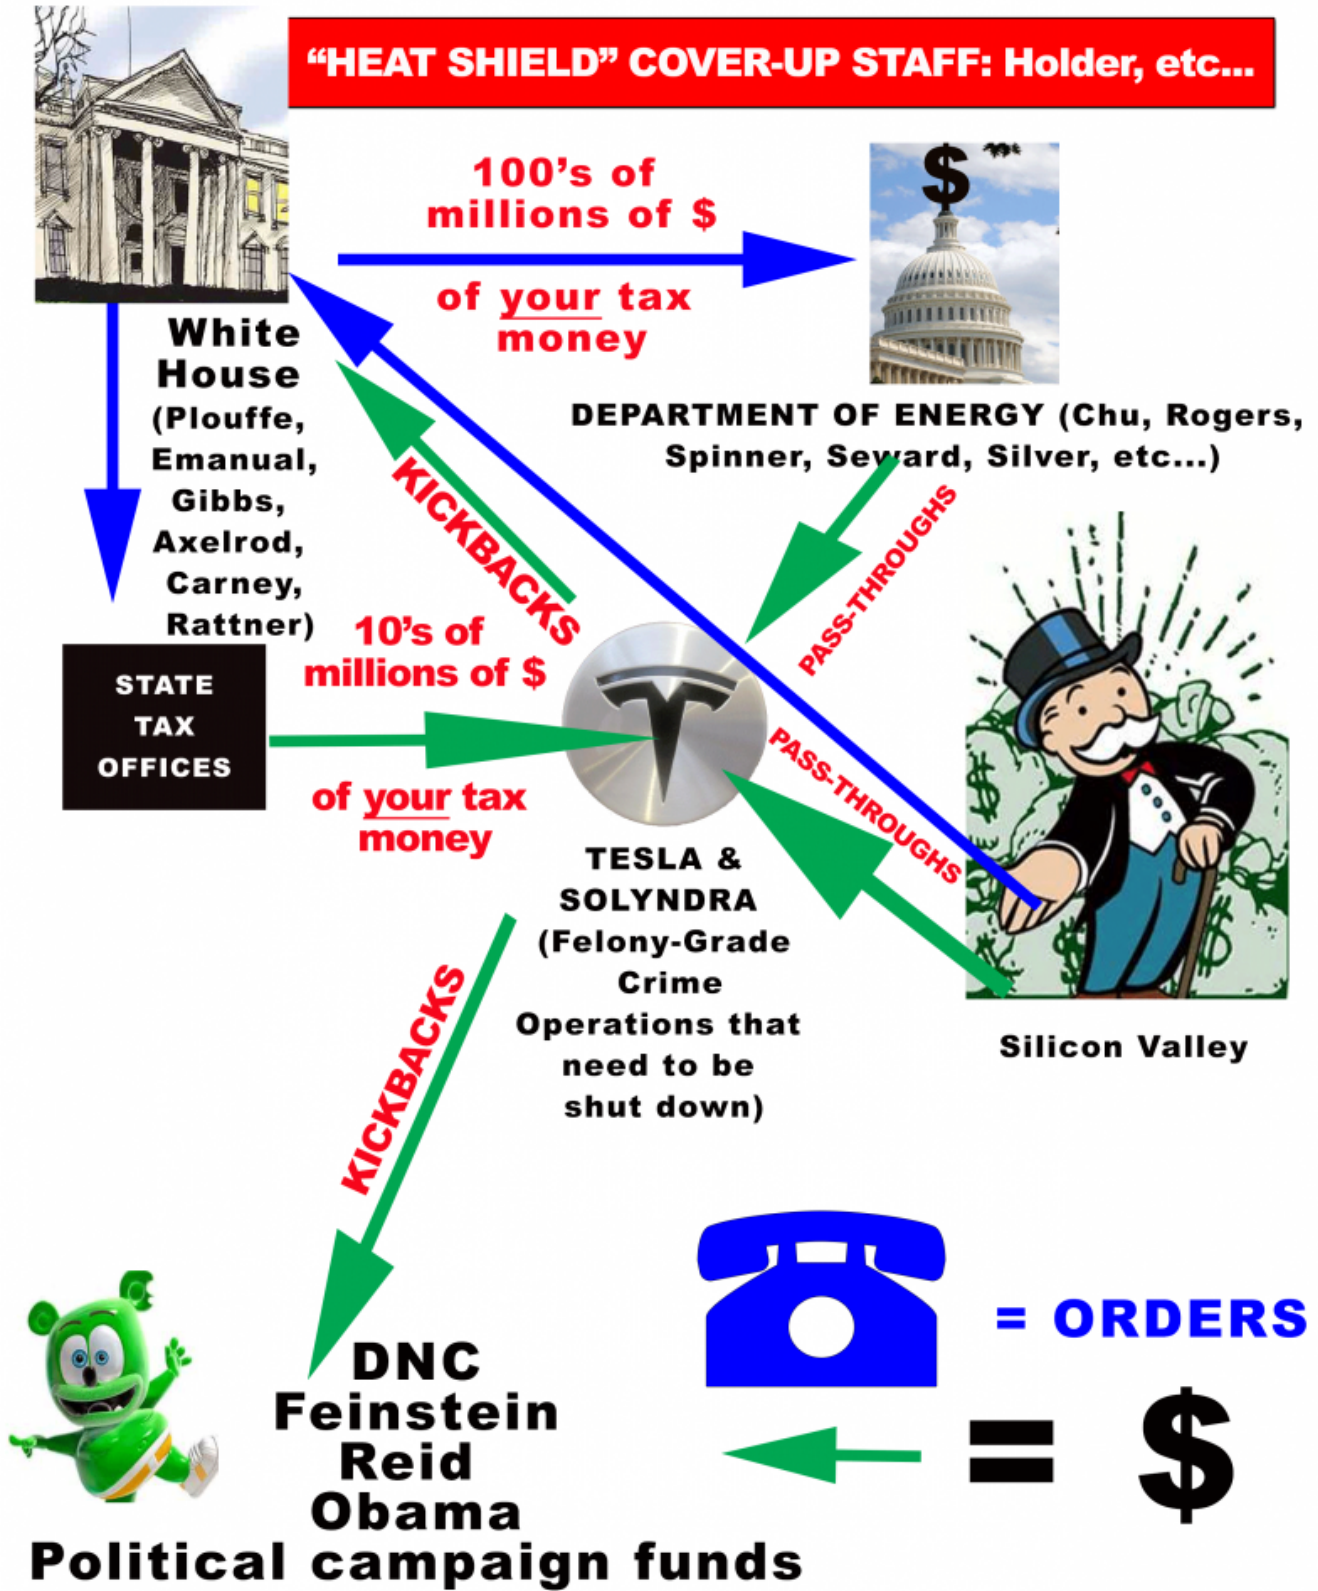 “HEAT SHIELD” COVER-UP STAFF: Holder, etc...
100’s of
millions of $
of your tax
money
$
White
House
(Plouffe,
Emanual,
Gibbs,
Axelrod,
Carney,
Rattner)
DEPARTMENT OF ENERGY (Chu, Rogers,
Spinner, Seward, Silver, etc...)
KICKBACKS
PASS-THROUGHS
10’s of
millions of $
of your tax
money
STATE
TAX
OFFICES
PASS-THROUGHS
TESLA &
SOLYNDRA
(Felony-Grade
Crime
Operations that
need to be
shut down)
$
$
$
Silicon Valley
KICKBACKS
= ORDERS
= $
DNC
Feinstein
Reid
Obama
Political campaign funds